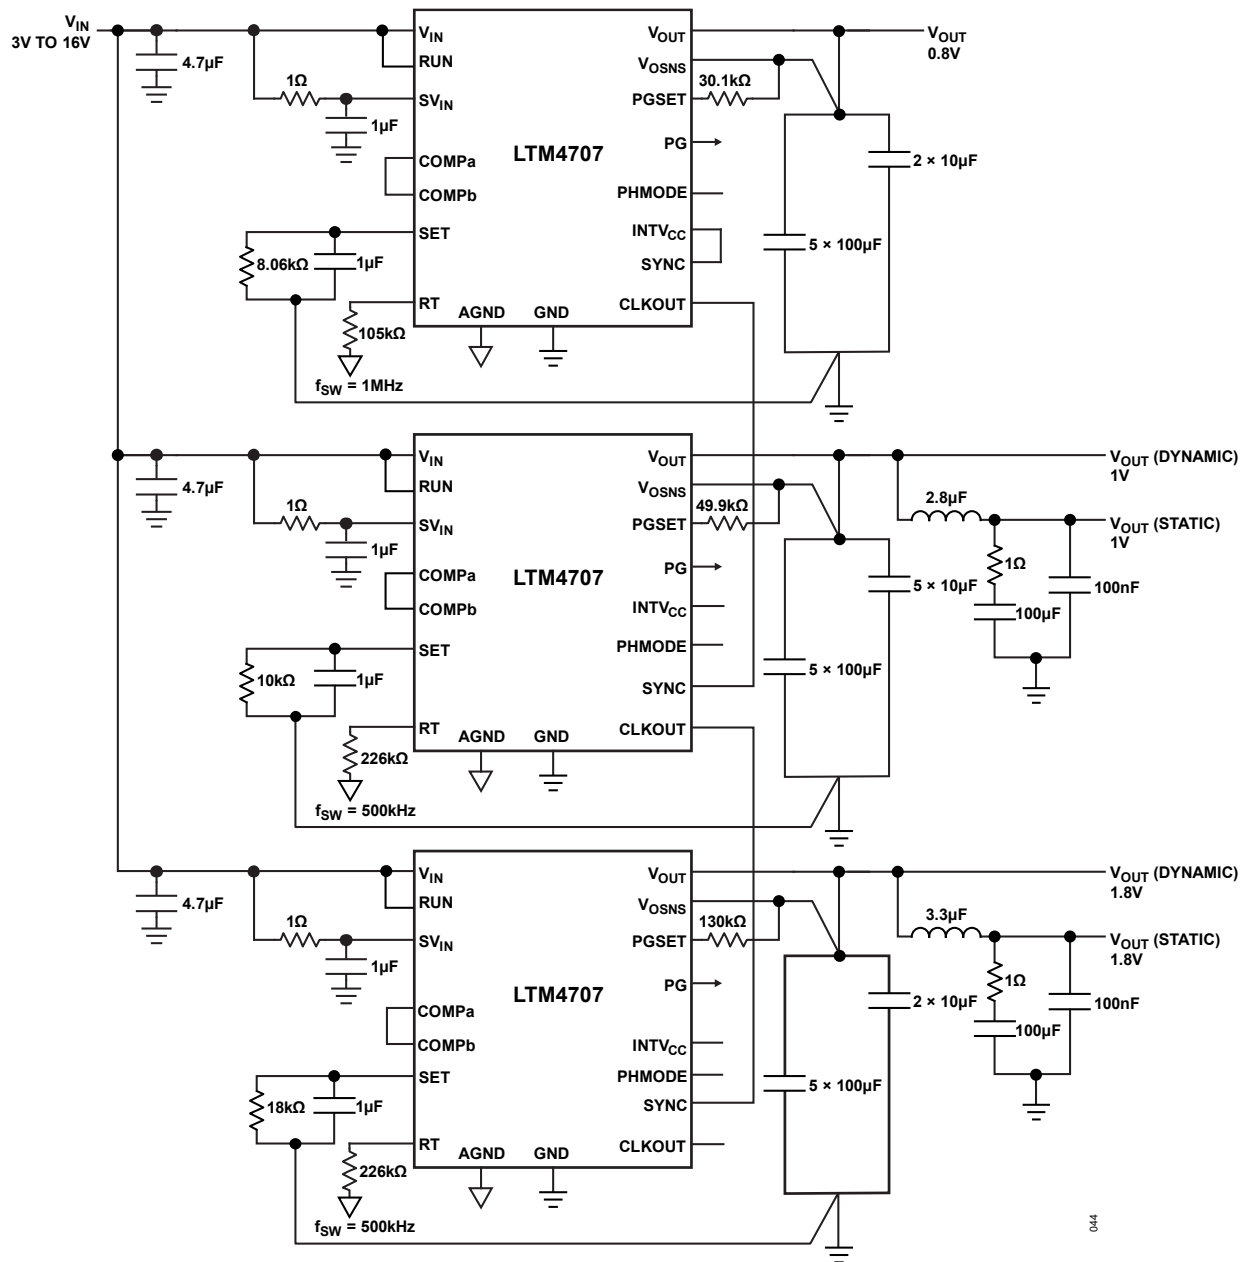 VIN
3V TO 16V
4.7µF
1Ω
1µF
VIN
RUN
SVIN
COMPa
COMPb
SET
8.06kΩ
1µF
RT
105kΩ
fSW = 1MHz
AGND
GND
LTM4707
VOUT
VOSNS
PGSET
30.1kΩ
PG
PHMODE
INTVCC
SYNC
CLKOUT
2 × 10µF
5 × 100µF
VOUT
0.8V
4.7µF
1Ω
1µF
VIN
RUN
SVIN
COMPa
COMPb
SET
10kΩ
1µF
RT
226kΩ
fSW = 500kHz
AGND
GND
LTM4707
VOUT
VOSNS
PGSET
49.9kΩ
PG
INTVCC
PHMODE
SYNC
CLKOUT
5 × 10µF
5 × 100µF
VOUT (DYNAMIC)
1V
2.8µF
VOUT (STATIC)
1V
1Ω
100µF
100nF
4.7µF
1Ω
1µF
VIN
RUN
SVIN
COMPa
COMPb
SET
18kΩ
1µF
RT
226kΩ
fSW = 500kHz
AGND
GND
LTM4707
VOUT
VOSNS
PGSET
130kΩ
PG
INTVCC
PHMODE
SYNC
CLKOUT
2 × 10µF
5 × 100µF
VOUT (DYNAMIC)
1.8V
3.3µF
VOUT (STATIC)
1.8V
1Ω
100µF
100nF
044